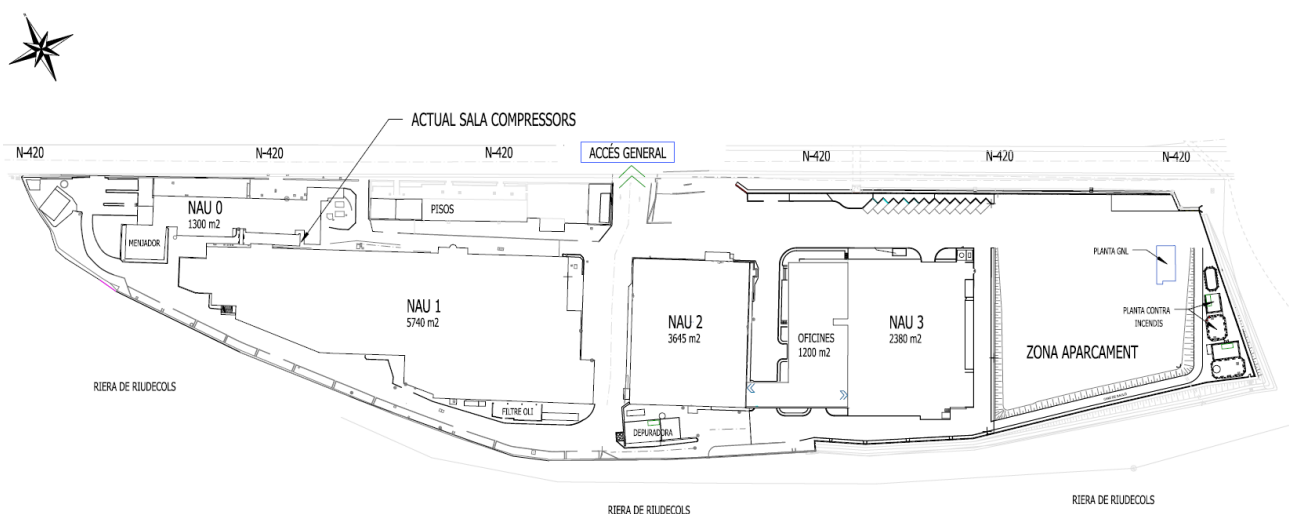 ACTUAL SALA COMPRESSORS
N-420
N-420
N-420
ACCÉS GENERAL
N-420
N-420
N-420
NAU 0
1300 m2
PISOS
MENJADOR
PLANTA GNL
NAU 1
5740 m2
NAU 2
3645 m2
OFICINES
1200 m2
NAU 3
2380 m2
PLANTA CONTRA
INCENDIS
ZONA APARCAMENT
RIERA DE RIUDECOLS
FILTRE OLI
DEPURADORA
RIERA DE RIUDECOLS
RIERA DE RIUDECOLS